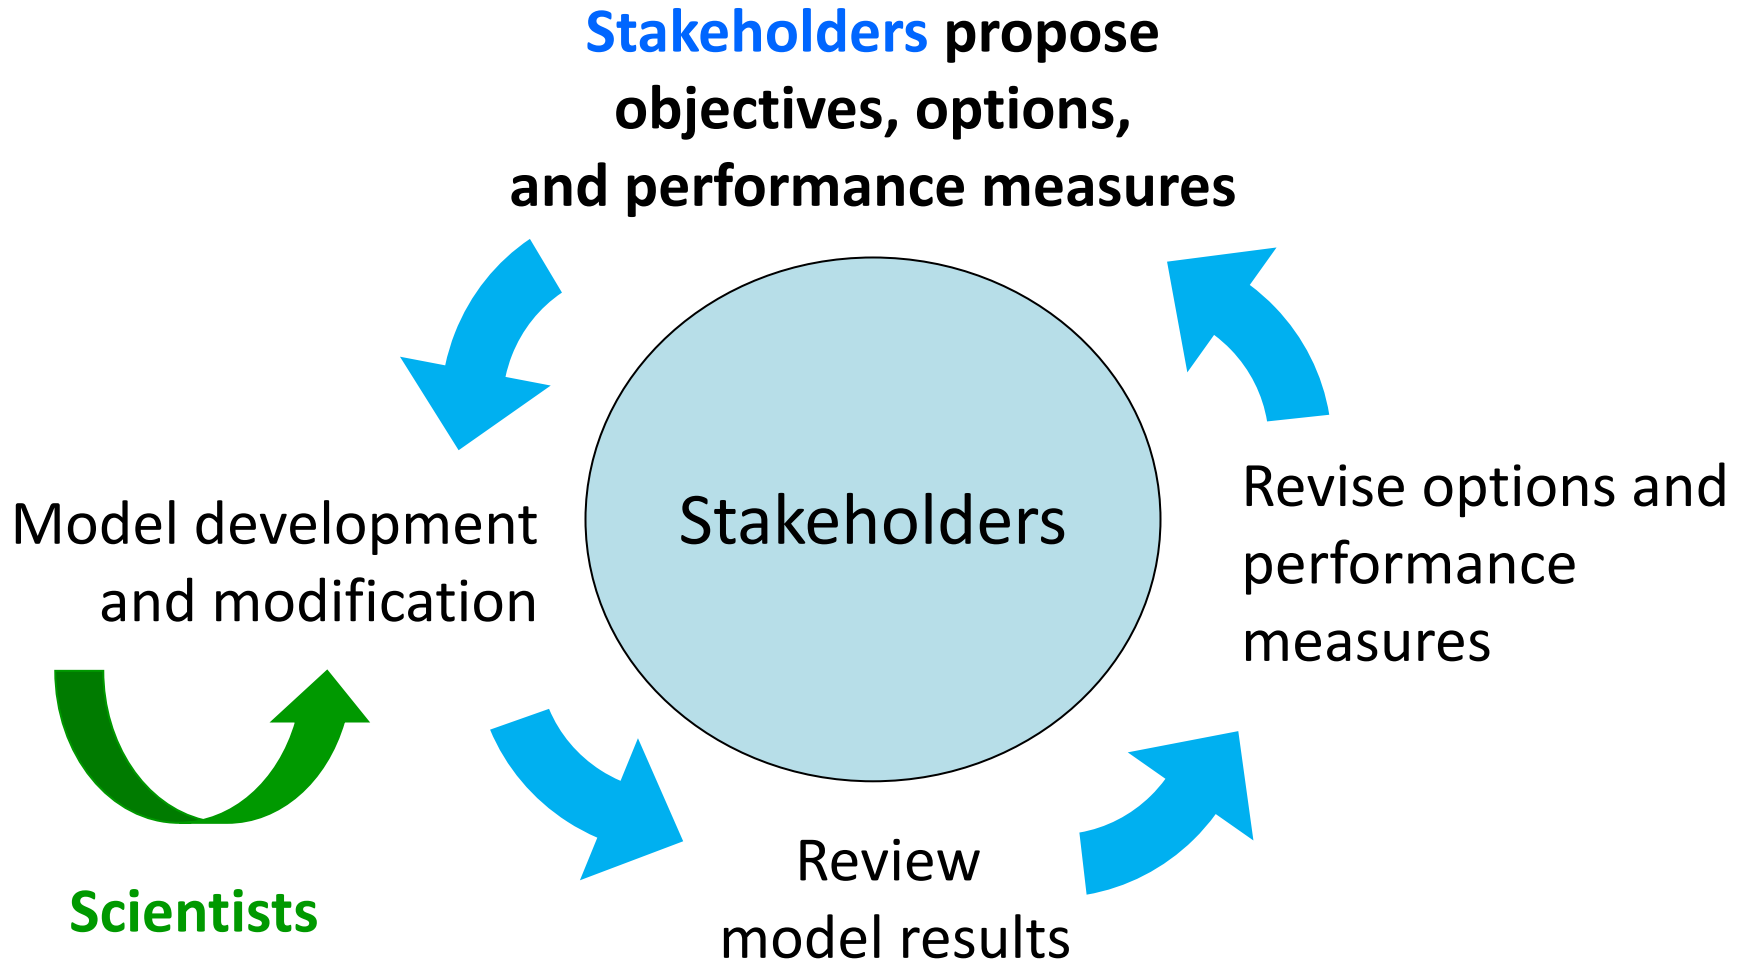 Stakeholders propose
objectives, options,
and performance measures
Model development
and modification
Stakeholders
Revise options and
performance
measures
Scientists
Review
model results